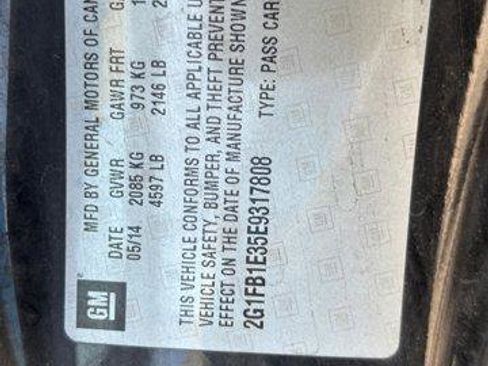 GM
MFD BY GENERAL MOTORS OF CAN
DATE GVWR GAWR FRT
05/14 2085 KG 973 KG
4597 LB 2146 LB
THIS VEHICLE CONFORMS TO ALL APPLICABLE U
VEHICLE SAFETY, BUMPER, AND THEFT PREVENT
EFFECT ON THE DATE OF MANUFACTURE SHOWN
2G1FB1E35E9317808 TYPE: PASS CAR